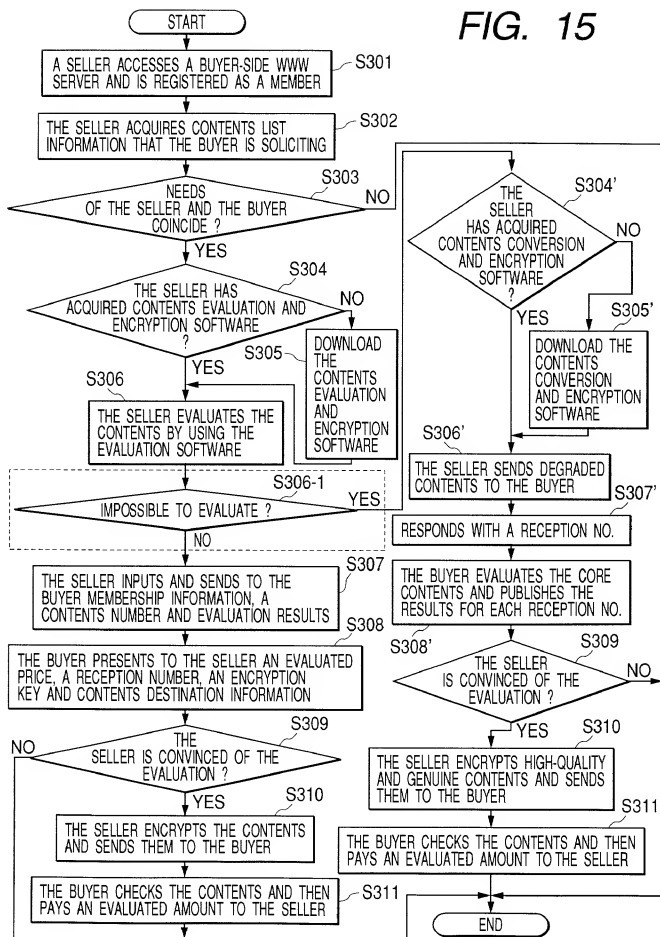 FIG. 15
START
S301
A SELLER ACCESSES A BUYER-SIDE WWW
SERVER AND IS REGISTERED AS A MEMBER
S302
THE SELLER ACQUIRES CONTENTS LIST
INFORMATION THAT THE BUYER IS SOLICITING
S303
NEEDS
OF THE SELLER AND THE BUYER
COINCIDE ?
NO
YES
S304
THE SELLER HAS
ACQUIRED CONTENTS EVALUATION AND
ENCRYPTION SOFTWARE
?
NO
YES
S305
DOWNLOAD
THE
CONTENTS
EVALUATION
AND
ENCRYPTION
SOFTWARE
S306
THE SELLER EVALUATES THE
CONTENTS BY USING THE
EVALUATION SOFTWARE
S306-1
IMPOSSIBLE TO EVALUATE ?
YES
NO
S307
THE SELLER INPUTS AND SENDS TO THE
BUYER MEMBERSHIP INFORMATION, A
CONTENTS NUMBER AND EVALUATION RESULTS
S308
THE BUYER PRESENTS TO THE SELLER AN EVALUATED
PRICE, A RECEPTION NUMBER, AN ENCRYPTION
KEY AND CONTENTS DESTINATION INFORMATION
S309
NO
THE
SELLER IS CONVINCED OF THE
EVALUATION ?
YES
S310
THE SELLER ENCRYPTS THE CONTENTS
AND SENDS THEM TO THE BUYER
THE BUYER CHECKS THE CONTENTS AND THEN
PAYS AN EVALUATED AMOUNT TO THE SELLER
S311
S304'
THE
SELLER
HAS ACQUIRED
CONTENTS CONVERSION
AND ENCRYPTION
SOFTWARE
?
NO
YES
S305'
DOWNLOAD THE
CONTENTS
CONVERSION
AND ENCRYPTION
SOFTWARE
S306'
THE SELLER SENDS DEGRADED
CONTENTS TO THE BUYER
S307'
RESPONDS WITH A RECEPTION NO.
THE BUYER EVALUATES THE CORE
CONTENTS AND PUBLISHES THE
RESULTS FOR EACH RECEPTION NO.
S308'
S309
THE SELLER
IS CONVINCED OF THE
EVALUATION ?
NO
YES
S310
THE SELLER ENCRYPTS HIGH-QUALITY
AND GENUINE CONTENTS AND SENDS
THEM TO THE BUYER
S311
THE BUYER CHECKS THE CONTENTS AND THEN
PAYS AN EVALUATED AMOUNT TO THE SELLER
END